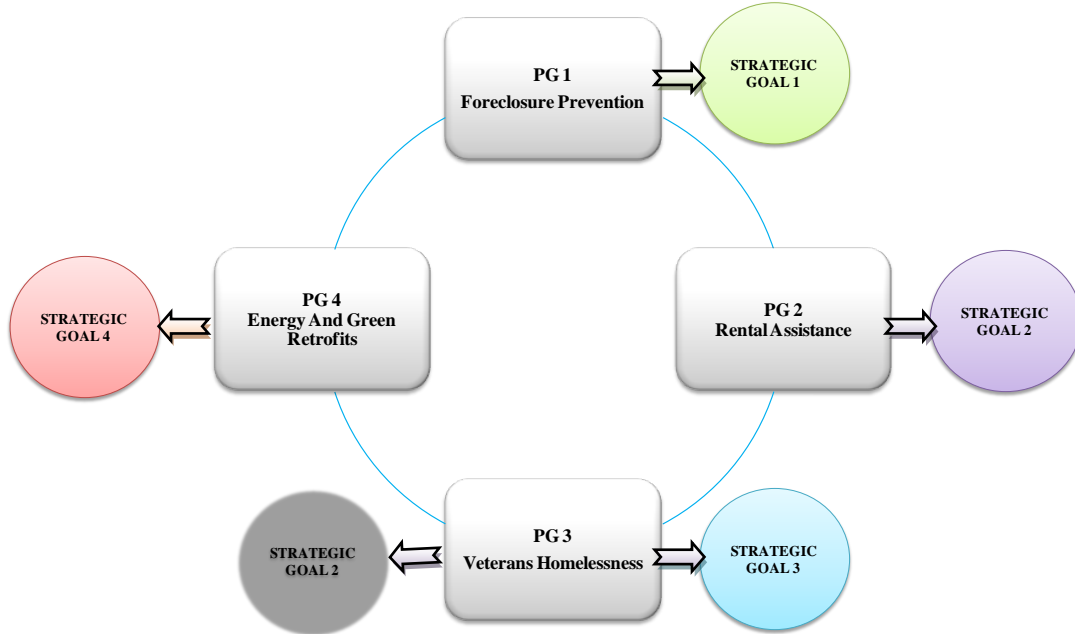 PG 1
Foreclosure Prevention
STRATEGIC
GOAL 1
PG 4
Energy And Green
Retrofits
STRATEGIC
GOAL 4
PG 2
Rental Assistance
STRATEGIC
GOAL 2
PG 3
Veterans Homelessness
STRATEGIC
GOAL 2
STRATEGIC
GOAL 3